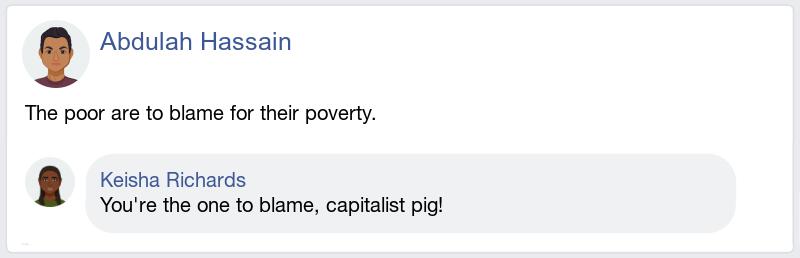 Abdulah Hassain
The poor are to blame for their poverty.
Keisha Richards
You're the one to blame, capitalist pig!